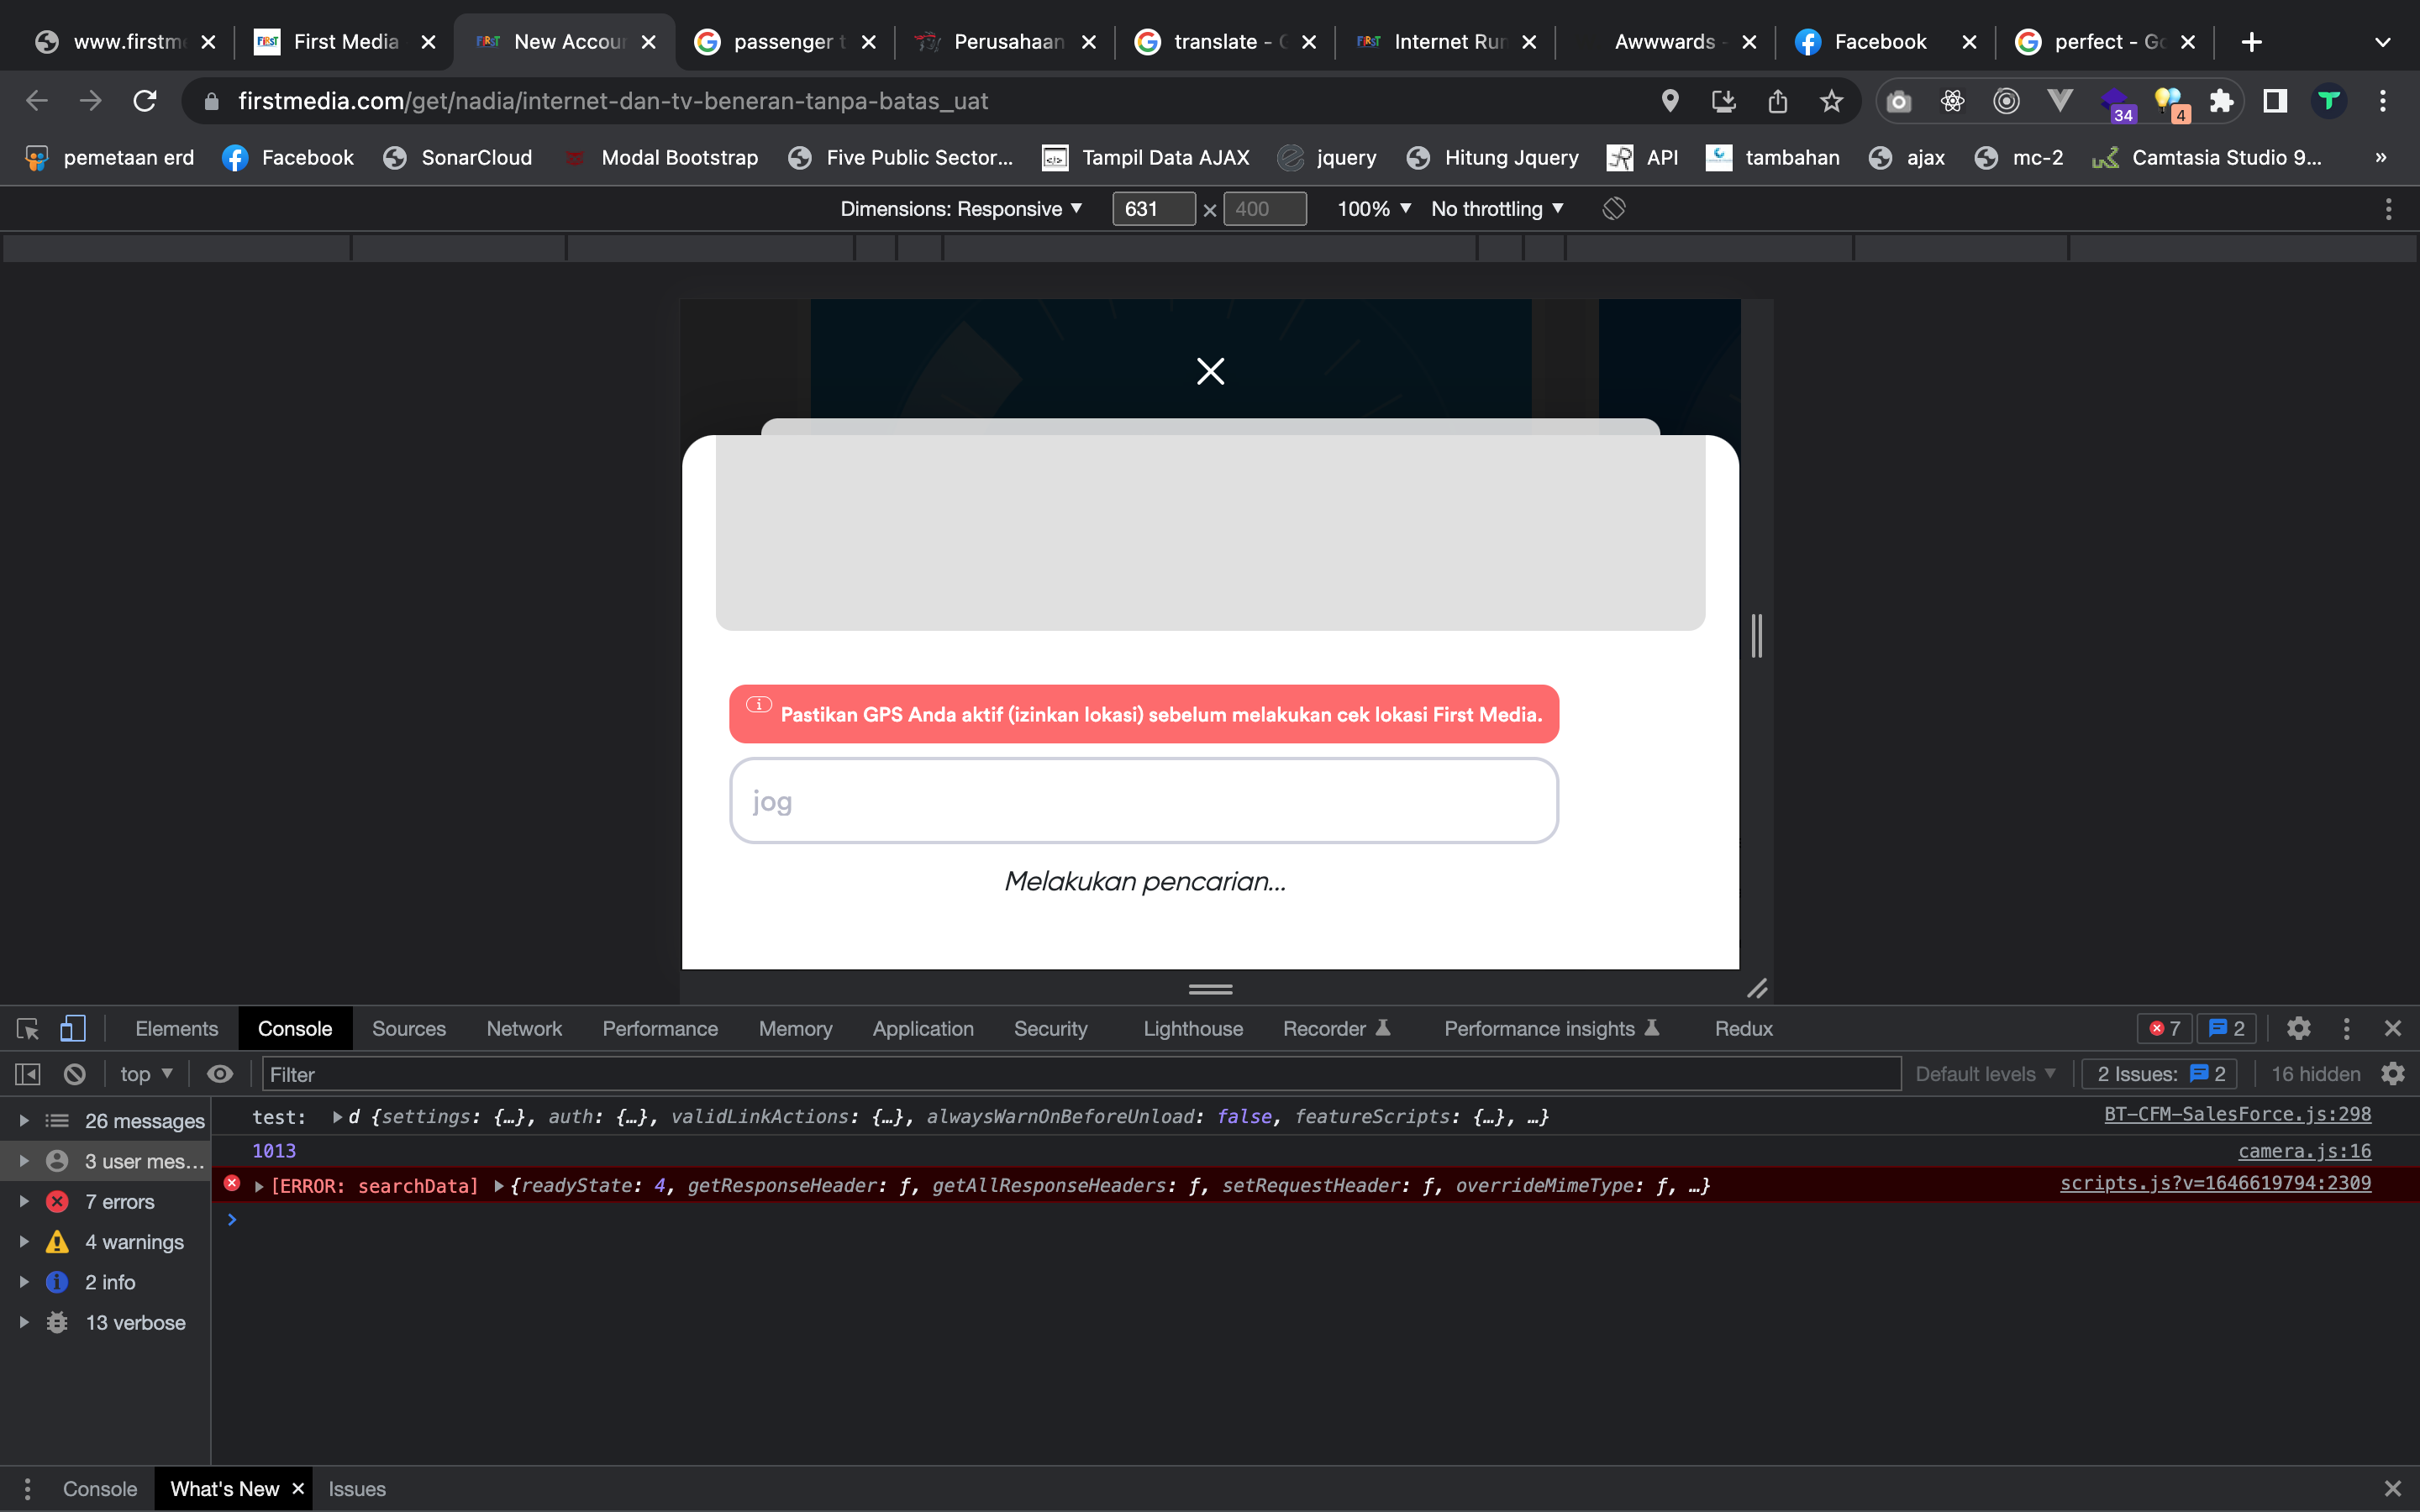 www.firstm
First Media
New Accour
passenger t
Perusahaan
translate - G
Internet Run
Awwwards -
Facebook
perfect - Go
firstmedia.com/get/nadia/internet-dan-tv-beneran-tanpa-batas_uat
34
4
pemetaan erd
Facebook
SonarCloud
Modal Bootstrap
Five Public Sector...
Tampil Data AJAX
jquery
Hitung Jquery
API
tambahan
ajax
mc-2
Camtasia Studio 9...
»
Dimensions: Responsive
631 × 400
100%
No throttling
Pastikan GPS Anda aktif (izinkan lokasi) sebelum melakukan cek lokasi First Media.
jog
Melakukan pencarian...
Elements
Console
Sources
Network
Performance
Memory
Application
Security
Lighthouse
Recorder
Performance insights
Redux
7
2
top
Filter
Default levels
2 Issues: 2
16 hidden
26 messages
3 user mes...
7 errors
4 warnings
2 info
13 verbose
test: d {settings: {…}, auth: {…}, validLinkActions: {…}, alwaysWarnOnBeforeUnload: false, featureScripts: {…}, …}
BT-CFM-SalesForce.js:298
1013
camera.js:16
[ERROR: searchData] {readyState: 4, getResponseHeader: ƒ, getAllResponseHeaders: ƒ, setRequestHeader: ƒ, overrideMimeType: ƒ, …}
scripts.js?v=1646619794:2309
Console
What's New
Issues